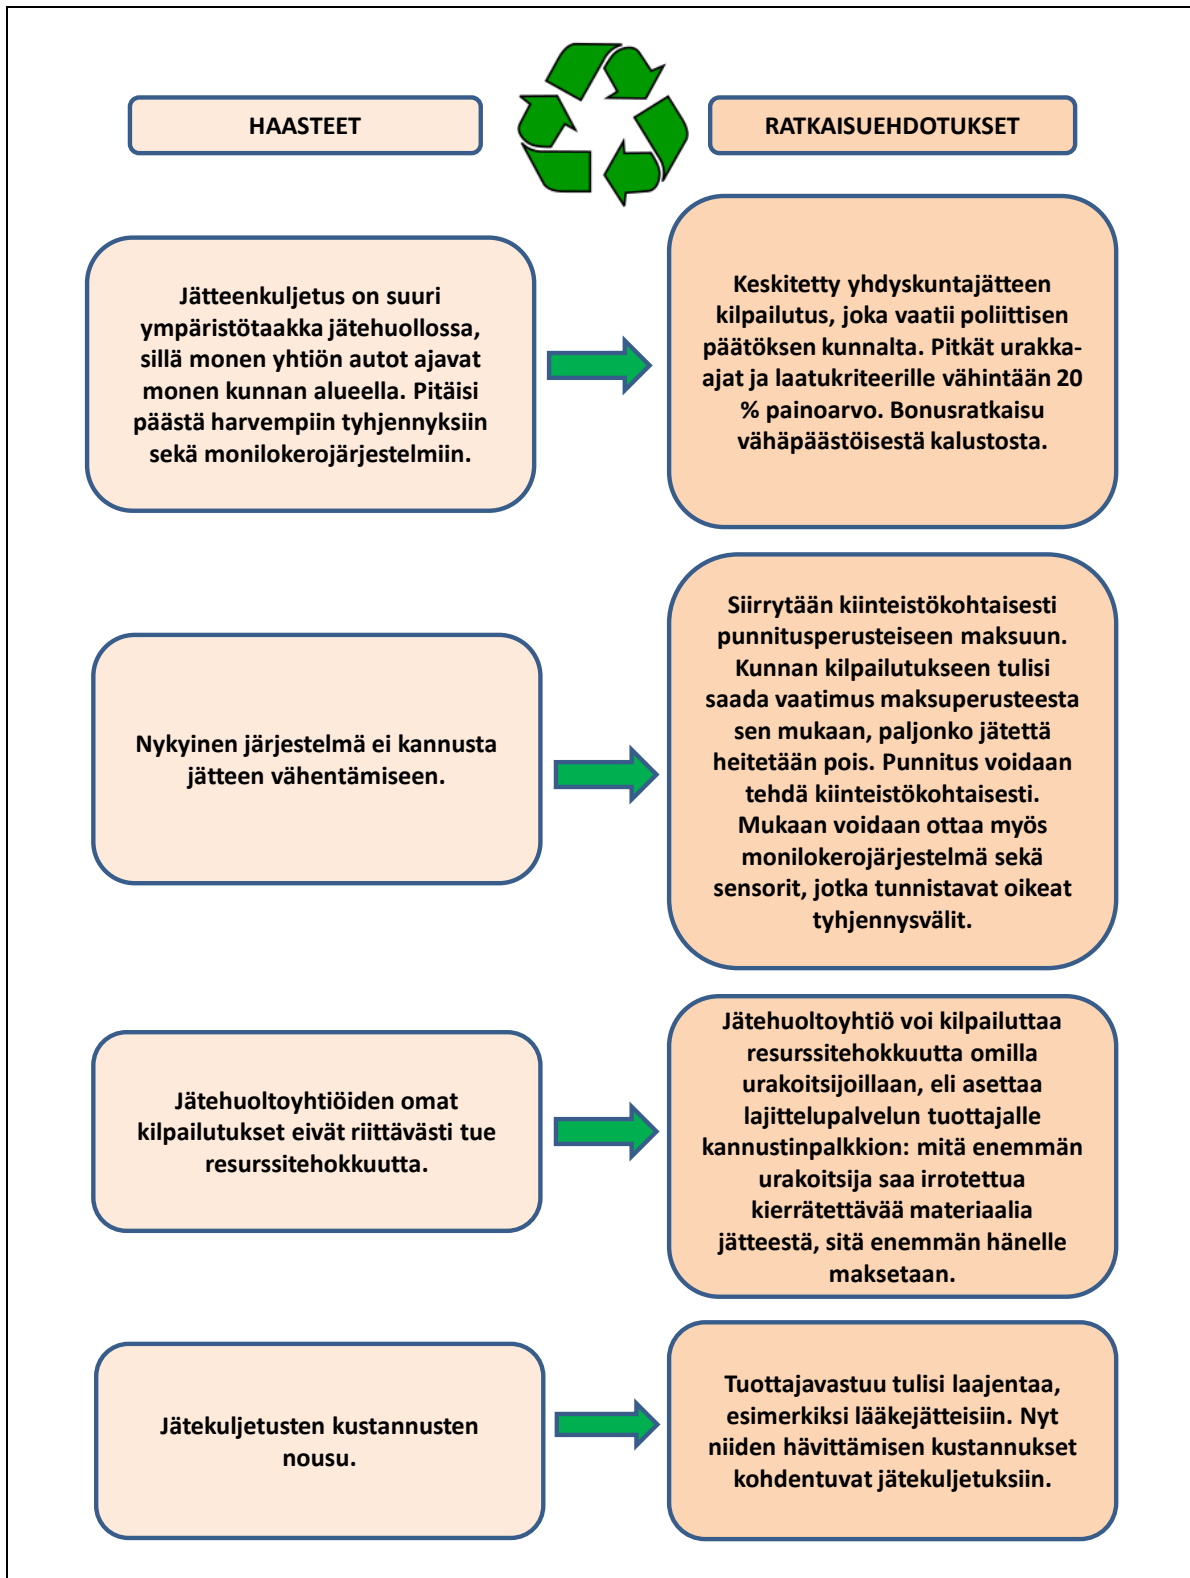 HAASTEET
RATKAISUEHDOTUKSET
Jätteenkuljetus on suuri
ympäristötaakka jätehuollossa,
sillä monen yhtiön autot ajavat
monen kunnan alueella. Pitäisi
päästä harvempiin tyhjennyksiin
sekä monilokerojärjestelmiin.
Keskitetty yhdyskuntajätteen
kilpailutus, joka vaatii poliittisen
päätöksen kunnalta. Pitkät urakka-
ajat ja laatukriteerille vähintään 20
% painoarvo. Bonusratkaisu
vähäpäästöisestä kalustosta.
Nykyinen järjestelmä ei kannusta
jätteen vähentämiseen.
Siirrytään kiinteistökohtaisesti
punnitusperusteiseen maksuun.
Kunnan kilpailutukseen tulisi
saada vaatimus maksuperusteesta
sen mukaan, paljonko jätettä
heitetään pois. Punnitus voidaan
tehdä kiinteistökohtaisesti.
Mukaan voidaan ottaa myös
monilokerojärjestelmä sekä
sensorit, jotka tunnistavat oikeat
tyhjennysvälit.
Jätehuoltoyhtiöiden omat
kilpailutukset eivät riittävästi tue
resurssitehokkuutta.
Jätehuoltoyhtiö voi kilpailuttaa
resurssitehokkuutta omilla
urakoitsijoillaan, eli asettaa
lajittelupalvelun tuottajalle
kannustinpalkkion: mitä enemmän
urakoitsija saa irrotettua
kierrätettävää materiaalia
jätteestä, sitä enemmän hänelle
maksetaan.
Jätekuljetusten kustannusten
nousu.
Tuottajavastuu tulisi laajentaa,
esimerkiksi lääkejätteisiin. Nyt
niiden hävittämisen kustannukset
kohdentuvat jätekuljetuksiin.